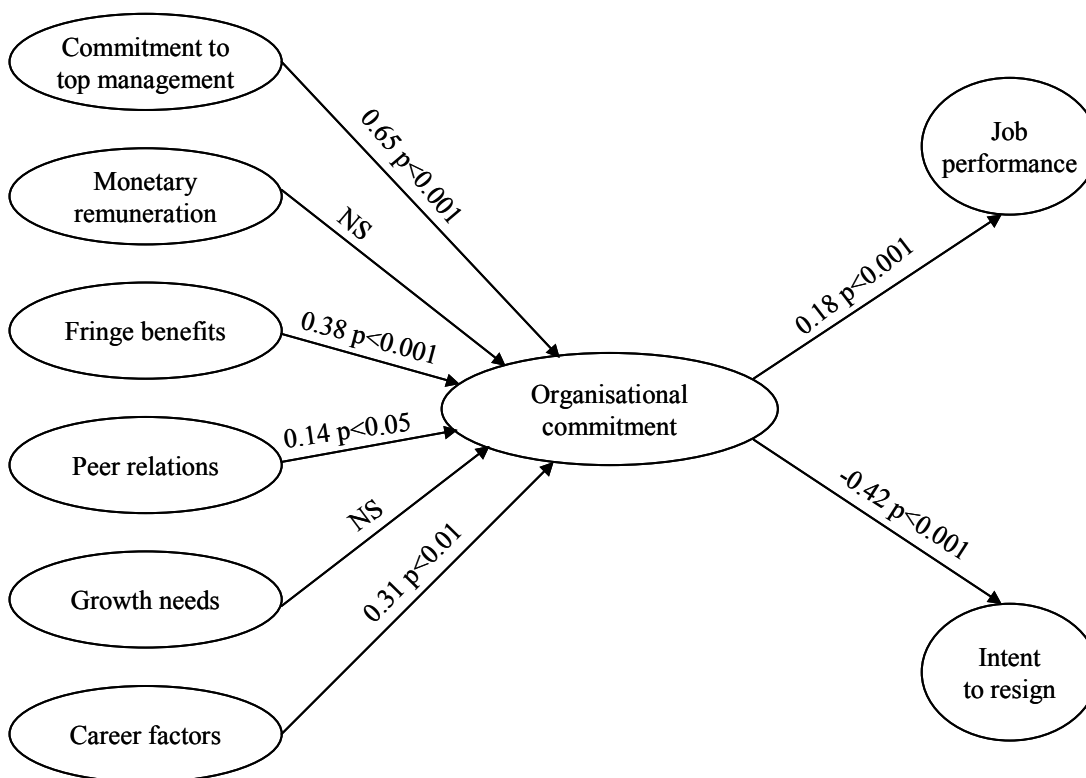 Commitment to
top management
0.65 p<0.001
Monetary
remuneration
NS
Fringe benefits
0.38 p<0.001
Peer relations
0.14 p<0.05
Growth needs
NS
Career factors
0.31 p<0.01
Organisational
commitment
0.18 p<0.001
Job
performance
-0.42 p<0.001
Intent
to resign